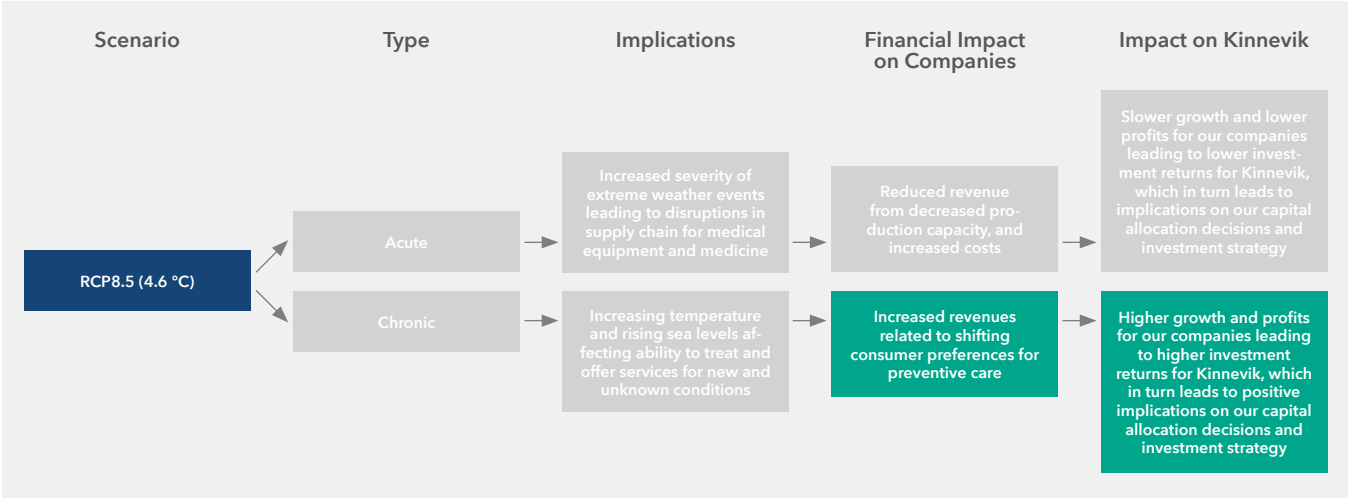 Scenario
Type
Implications
Financial Impact
on Companies
Impact on Kinnevik
RCP8.5 (4.6 °C)
Acute
Increased severity of
extreme weather events
leading to disruptions in
supply chain for medical
equipment and medicine
Reduced revenue
from decreased pro-
duction capacity, and
increased costs
Slower growth and lower
profits for our companies
leading to lower invest-
ment returns for Kinnevik,
which in turn leads to
implications on our capital
allocation decisions and
investment strategy
Chronic
Increasing temperature
and rising sea levels af-
fecting ability to treat and
offer services for new and
unknown conditions
Increased revenues
related to shifting
consumer preferences for
preventive care
Higher growth and profits
for our companies leading
to higher investment
returns for Kinnevik, which
in turn leads to positive
implications on our capital
allocation decisions and
investment strategy